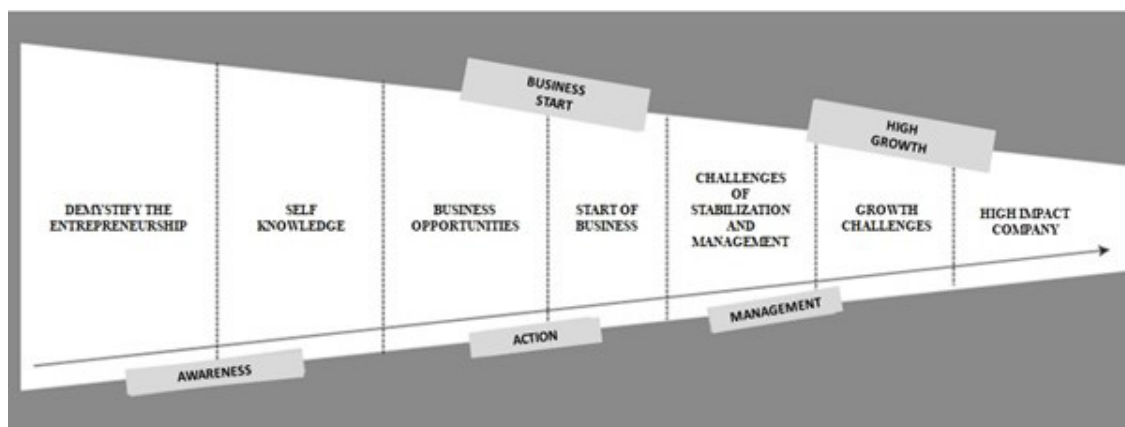 BUSINESS
START
HIGH
GROWTH
DEMYSTIFY THE
ENTREPRENEURSHIP
SELF
KNOWLEDGE
BUSINESS
OPPORTUNITIES
START OF
BUSINESS
CHALLENGES
OF
STABILIZATION
AND
MANAGEMENT
GROWTH
CHALLENGES
HIGH IMPACT
COMPANY
AWARENESS
ACTION
MANAGEMENT